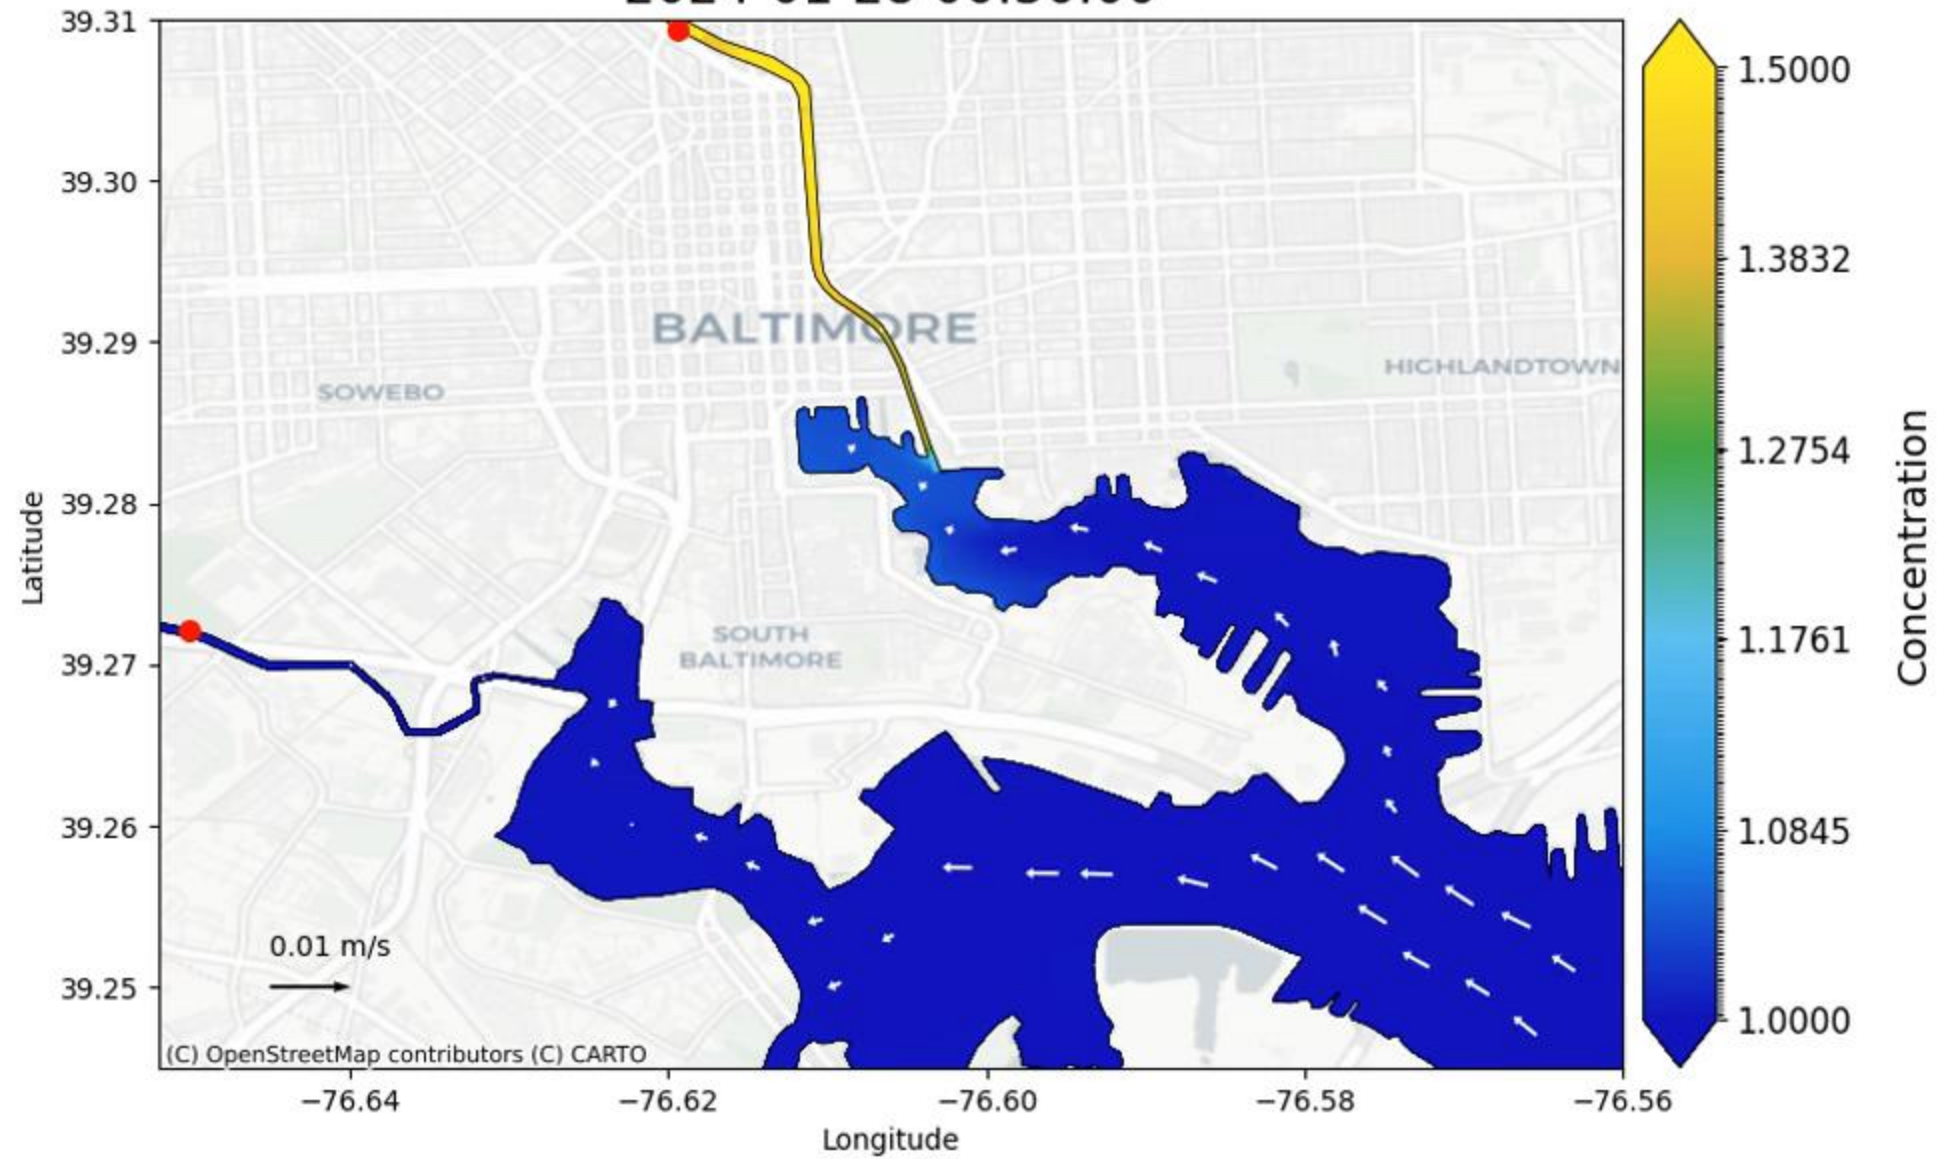 39.31
39.30
39.29
39.28
39.27
39.26
39.25
Latitude
BALTIMORE
SOWEBO
HIGHLANDTOWN
SOUTH
BALTIMORE
0.01 m/s
(C) OpenStreetMap contributors (C) CARTO
−76.64
−76.62
−76.60
−76.58
−76.56
Longitude
1.5000
1.3832
1.2754
1.1761
1.0845
1.0000
Concentration